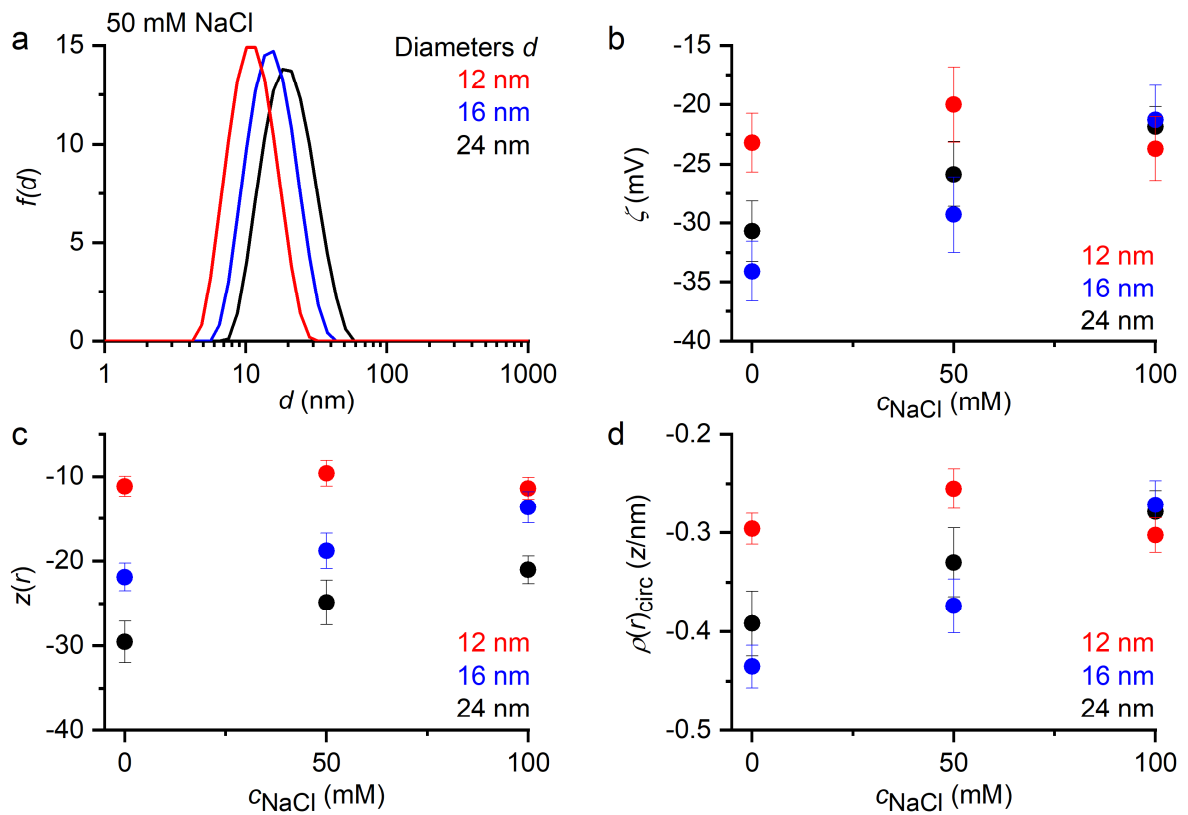 a
50 mM NaCl
Diameters d
12 nm
16 nm
24 nm
f(d)
15
10
5
0
1 10 100 1000
d (nm)
b
ζ (mV)
-15
-20
-25
-30
-35
-40
12 nm
16 nm
24 nm
0 50 100
cNaCl (mM)
c
z(r)
-10
-20
-30
-40
12 nm
16 nm
24 nm
0 50 100
cNaCl (mM)
d
ρ(r)circ (z/nm)
-0.2
-0.3
-0.4
-0.5
12 nm
16 nm
24 nm
0 50 100
cNaCl (mM)